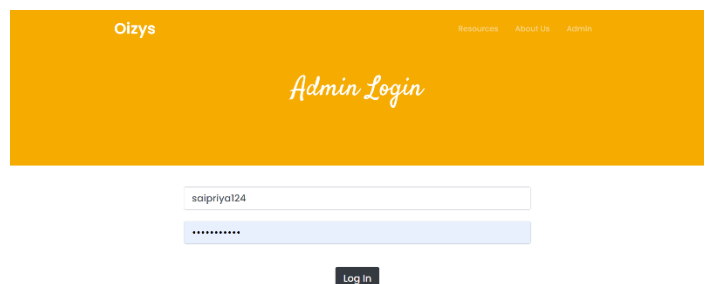 Oizys
Resources About Us Admin
Admin Login
saipriya124
•••••••••••
Log In